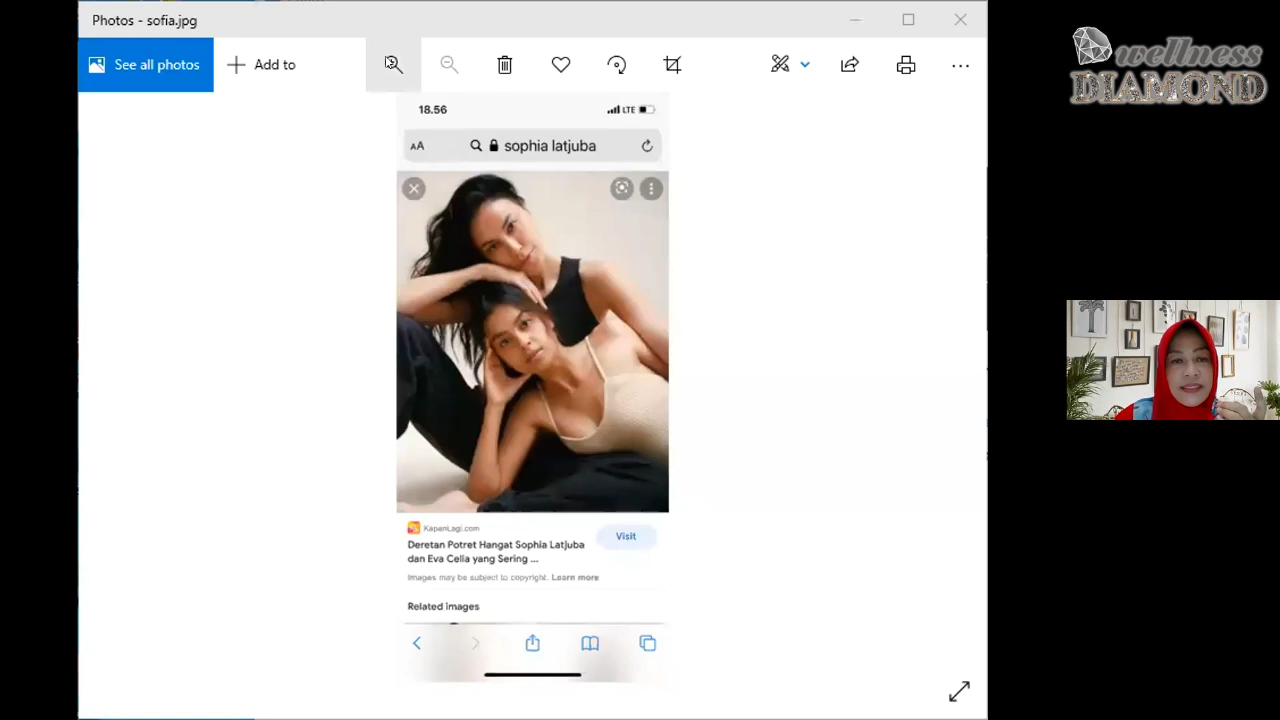 Photos - sofia.jpg
wellness
DIAMOND
See all photos
Add to
18.56
LTE
AA
sophia latjuba
KapanLagi.com
Deretan Potret Hangat Sophia Latjuba
dan Eva Celia yang Sering ...
Visit
Images may be subject to copyright. Learn more
Related images